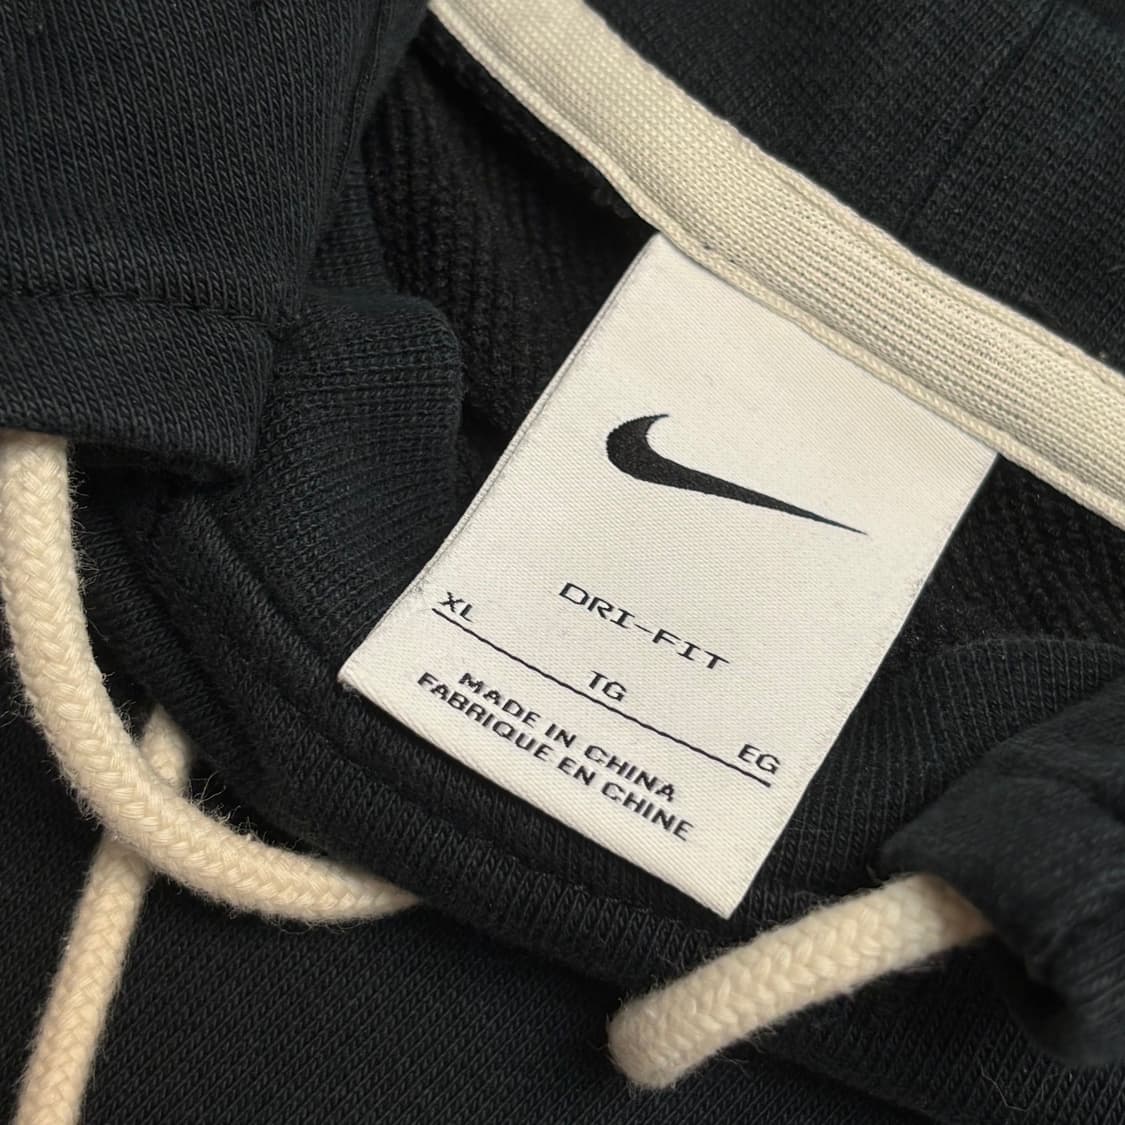 DRI-FIT
XL TG EG
MADE IN CHINA
FABRIQUE EN CHINE